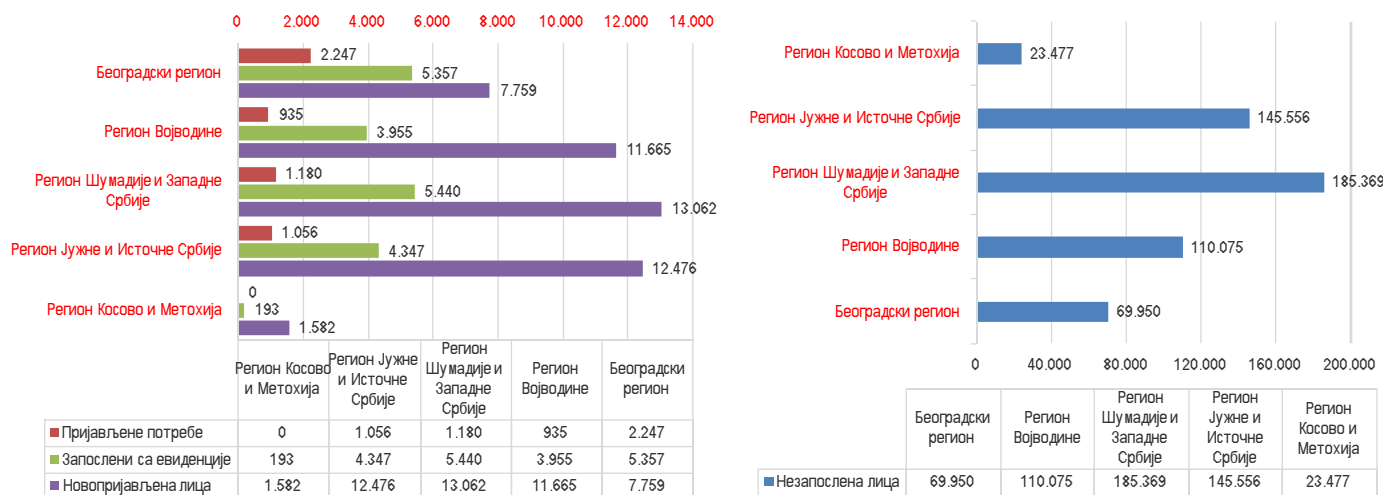 0 2.000 4.000 6.000 8.000 10.000 12.000 14.000
Београдски регион
2.247
5.357
7.759
Регион Војводине
935
3.955
11.665
Регион Шумадије и Западне
Србије
1.180
5.440
13.062
Регион Јужне и Источне Србије
1.056
4.347
12.476
Регион Косово и Метохија
0
193
1.582
Регион Косово
и Метохија
Регион Јужне
и Источне
Србије
Регион
Шумадије и
Западне
Србије
Регион
Војводине
Београдски
регион
Пријављене потребе 0 1.056 1.180 935 2.247
Запослени са евиденције 193 4.347 5.440 3.955 5.357
Новопријављена лица 1.582 12.476 13.062 11.665 7.759
Регион Косово и Метохија
23.477
Регион Јужне и Источне Србије
145.556
Регион Шумадије и Западне
Србије
185.369
Регион Војводине
110.075
Београдски регион
69.950
0 40.000 80.000 120.000 160.000 200.000
Београдски
регион
Регион
Војводине
Регион
Шумадије и
Западне
Србије
Регион
Јужне и
Источне
Србије
Регион
Косово и
Метохија
Незапослена лица 69.950 110.075 185.369 145.556 23.477